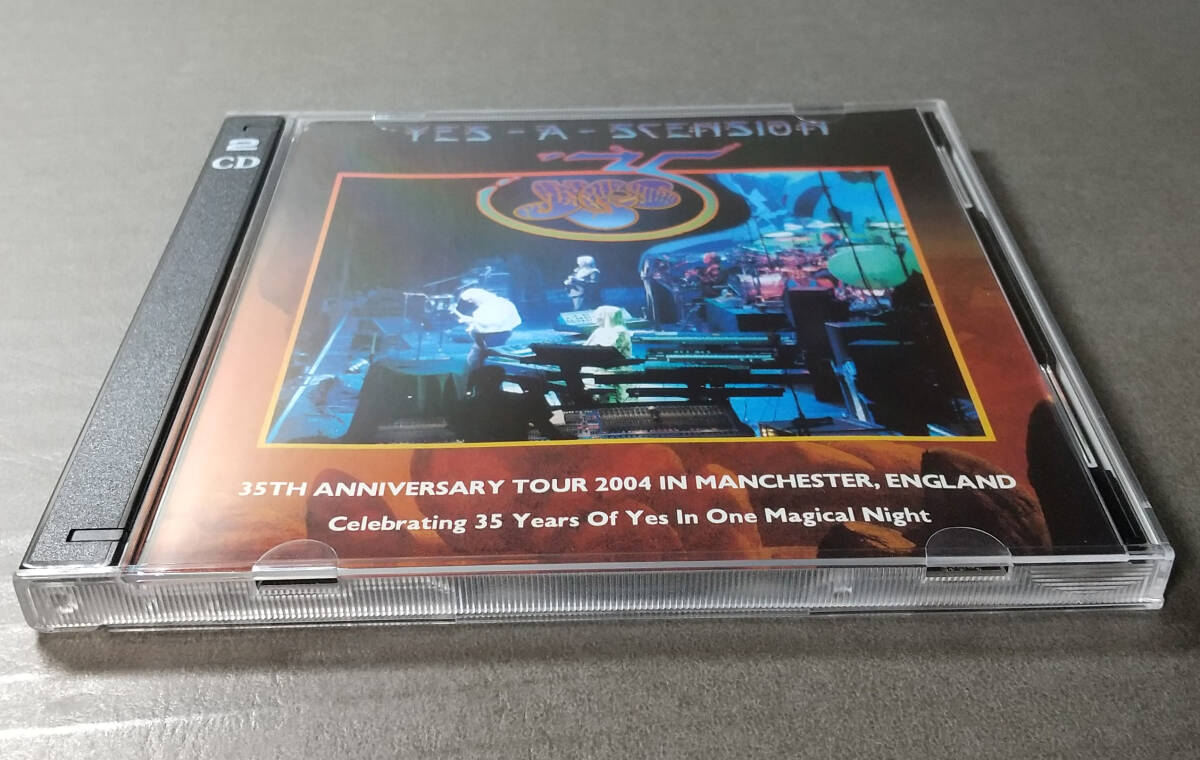 2
CD
YES - A - SCENSION
35
35TH ANNIVERSARY TOUR 2004 IN MANCHESTER, ENGLAND
Celebrating 35 Years Of Yes In One Magical Night